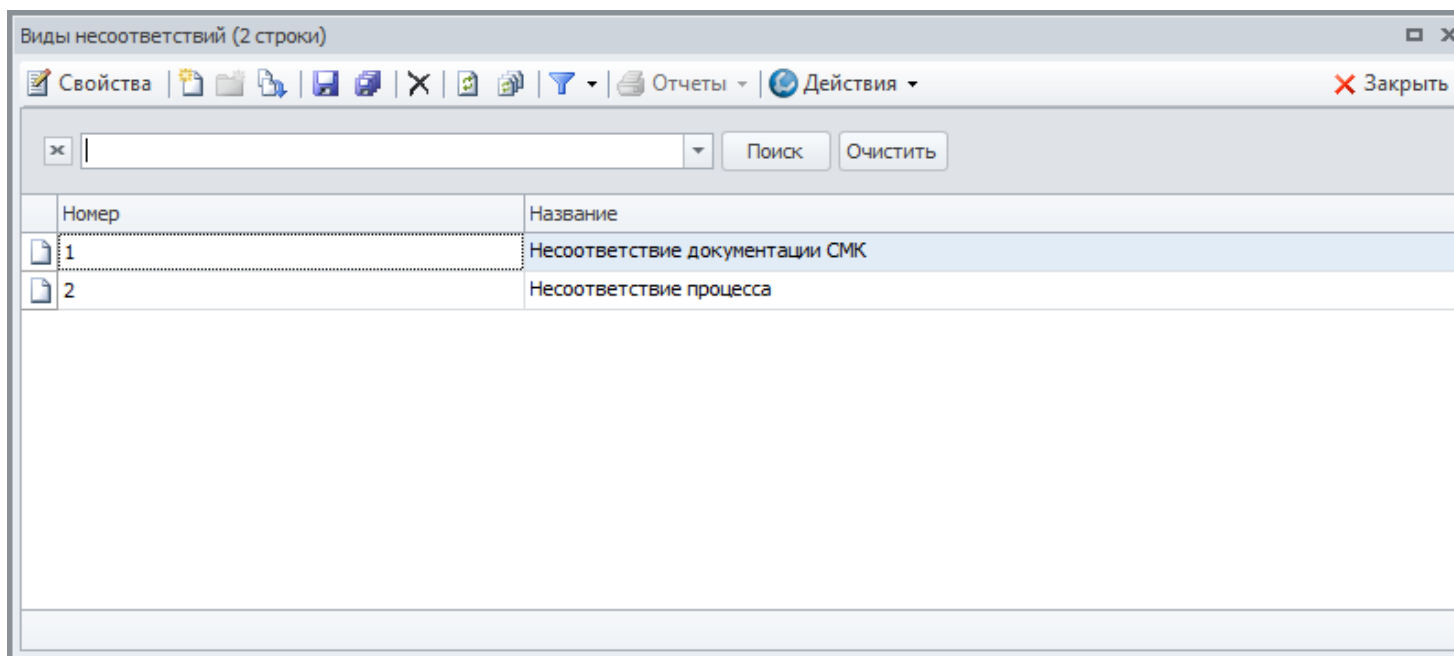 Виды несоответствий (2 строки)
Свойства Отчеты Действия Закрыть
Поиск Очистить
Номер Название
1 Несоответствие документации СМК
2 Несоответствие процесса